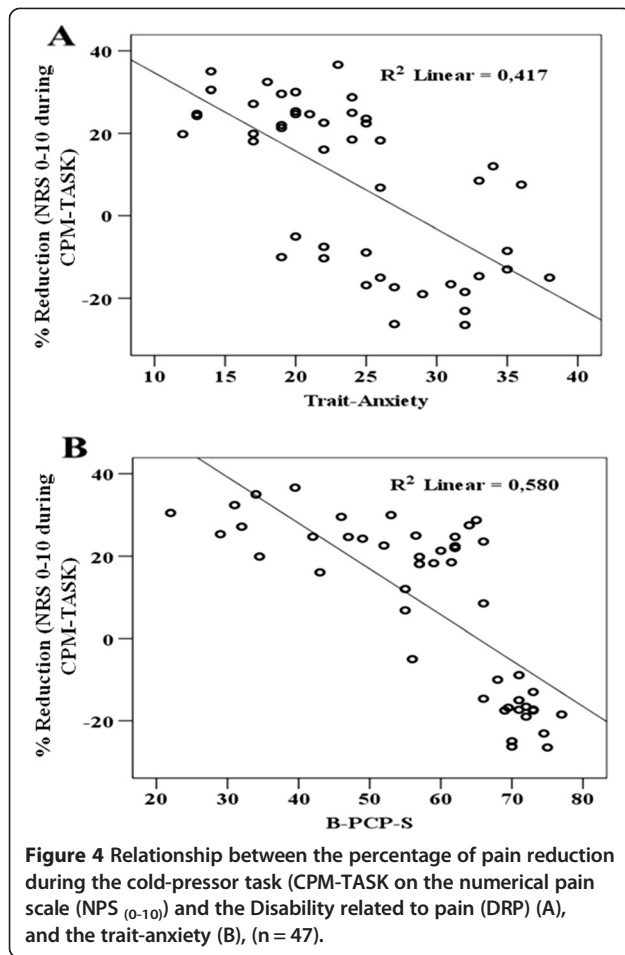 A
% Reduction (NRS 0-10 during
CPM-TASK)
40
20
0
-20
R² Linear = 0,417
10 15 20 25 30 35 40
Trait-Anxiety
B
% Reduction (NRS 0-10 during
CPM-TASK)
40
20
0
-20
R² Linear = 0,580
20 30 40 50 60 70 80
B-PCP-S
Figure 4 Relationship between the percentage of pain reduction
during the cold-pressor task (CPM-TASK on the numerical pain
scale (NPS (0-10)) and the Disability related to pain (DRP) (A),
and the trait-anxiety (B), (n = 47).